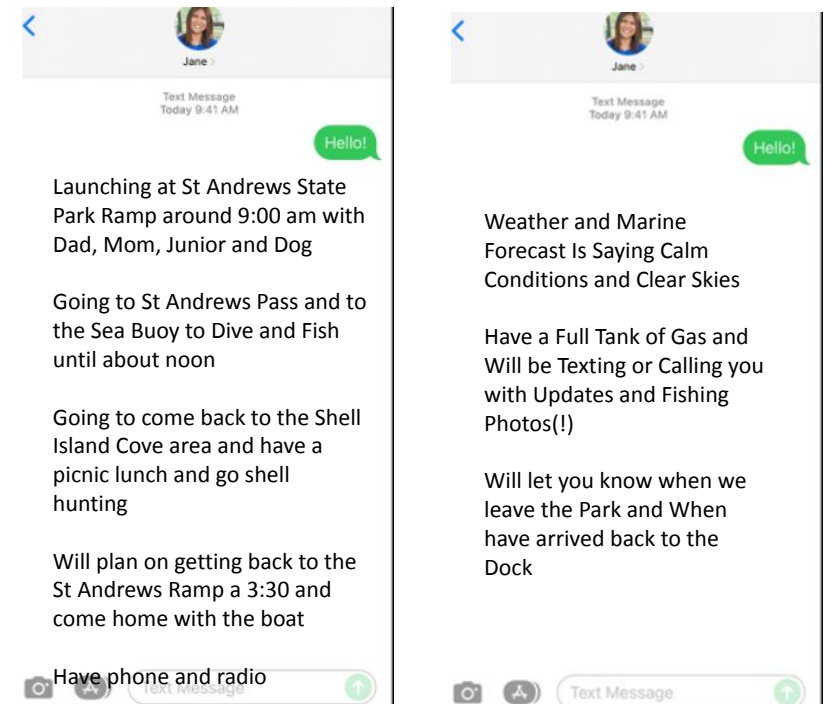 Jane
Text Message
Today 9:41 AM
Hello!
Launching at St Andrews State
Park Ramp around 9:00 am with
Dad, Mom, Junior and Dog
Going to St Andrews Pass and to
the Sea Buoy to Dive and Fish
until about noon
Going to come back to the Shell
Island Cove area and have a
picnic lunch and go shell
hunting
Will plan on getting back to the
St Andrews Ramp a 3:30 and
come home with the boat
Have phone and radio
Text Message
Jane
Text Message
Today 9:41 AM
Hello!
Weather and Marine
Forecast Is Saying Calm
Conditions and Clear Skies
Have a Full Tank of Gas and
Will be Texting or Calling you
with Updates and Fishing
Photos(!)
Will let you know when we
leave the Park and When
have arrived back to the
Dock
Text Message